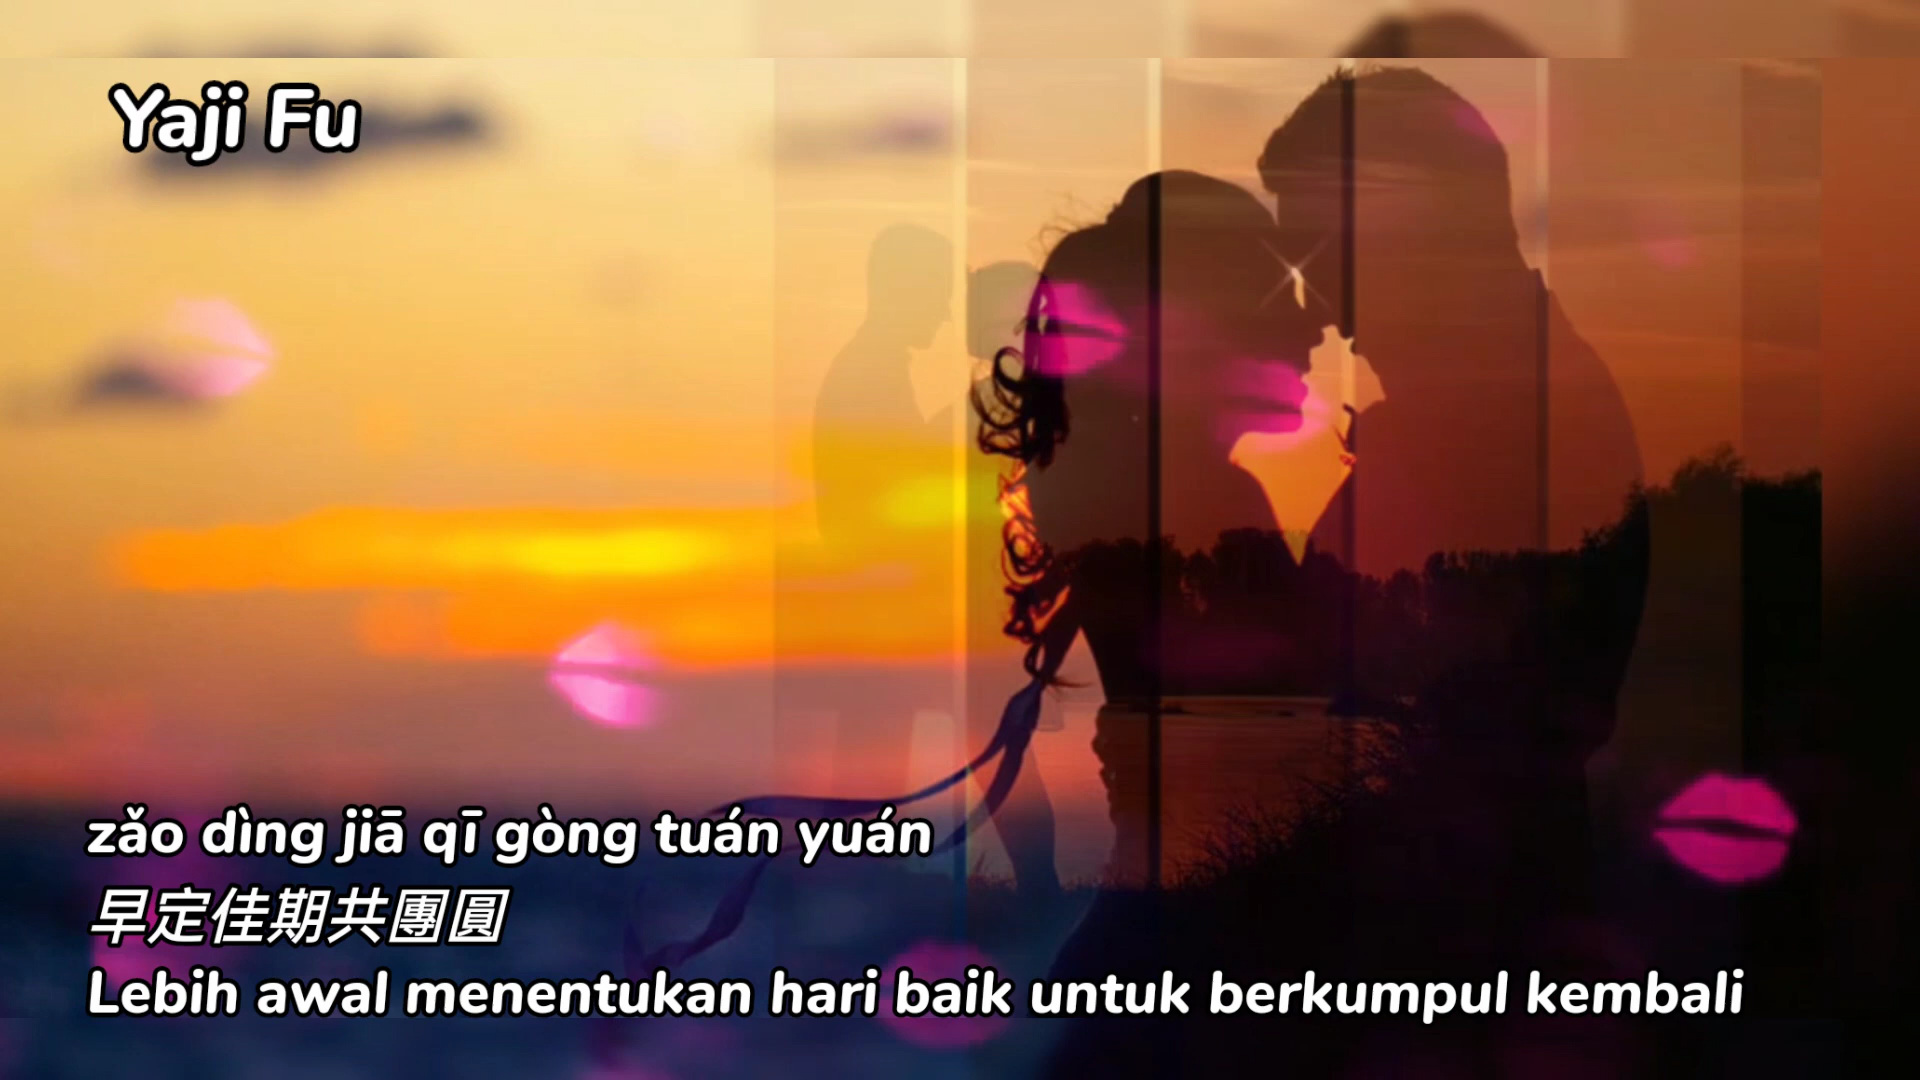 Yaji Fu
zǎo dìng jiā qī gòng tuán yuán
早定佳期共團圓
Lebih awal menentukan hari baik untuk berkumpul kembali